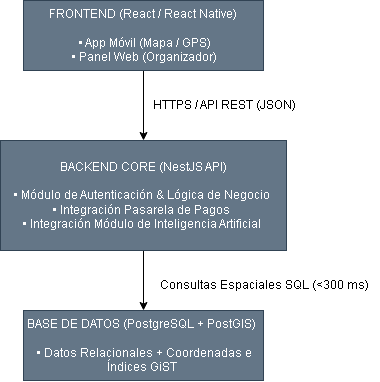 FRONTEND (React / React Native)
• App Móvil (Mapa / GPS)
• Panel Web (Organizador)
HTTPS / API REST (JSON)
BACKEND CORE (NestJS API)
• Módulo de Autenticación & Lógica de Negocio
• Integración Pasarela de Pagos
• Integración Módulo de Inteligencia Artificial
Consultas Espaciales SQL (<300 ms)
BASE DE DATOS (PostgreSQL + PostGIS)
• Datos Relacionales + Coordenadas e
Índices GiST